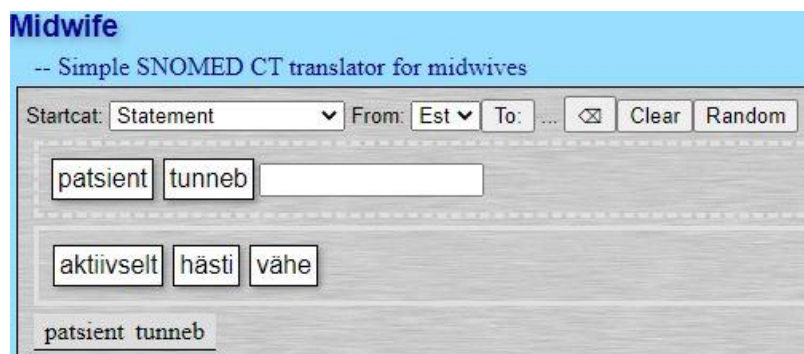 Midwife
-- Simple SNOMED CT translator for midwives
Startcat: Statement From: Est To: ... ⌫ Clear Random
patsient tunneb
aktiivselt hästi vähe
patsient tunneb